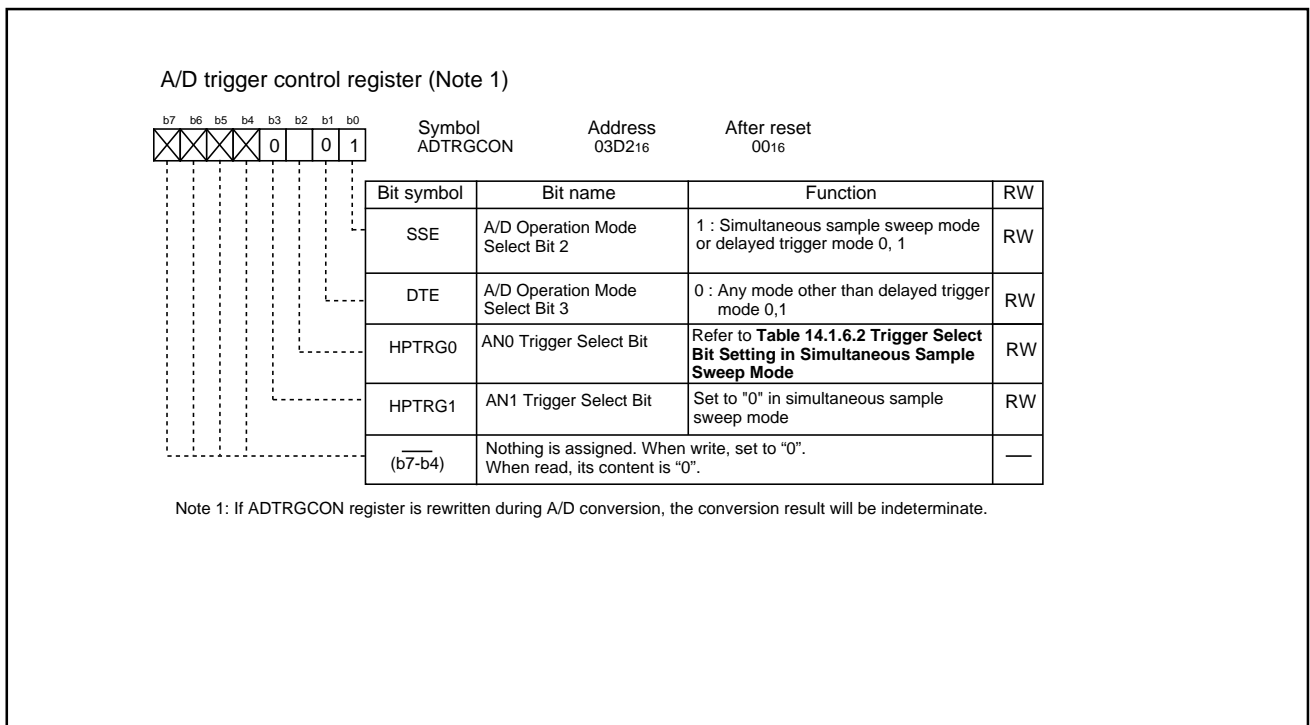 A/D trigger control register (Note 1)
b7 b6 b5 b4 b3 b2 b1 b0
0 0 1
Symbol Address After reset
ADTRGCON 03D216 0016
Bit symbol Bit name Function RW
SSE A/D Operation Mode Select Bit 2 1 : Simultaneous sample sweep mode or delayed trigger mode 0, 1 RW
DTE A/D Operation Mode Select Bit 3 0 : Any mode other than delayed trigger mode 0,1 RW
HPTRG0 AN0 Trigger Select Bit Refer to Table 14.1.6.2 Trigger Select Bit Setting in Simultaneous Sample Sweep Mode RW
HPTRG1 AN1 Trigger Select Bit Set to "0" in simultaneous sample sweep mode RW
(b7-b4) Nothing is assigned. When write, set to “0”. When read, its content is “0”. —
Note 1: If ADTRGCON register is rewritten during A/D conversion, the conversion result will be indeterminate.